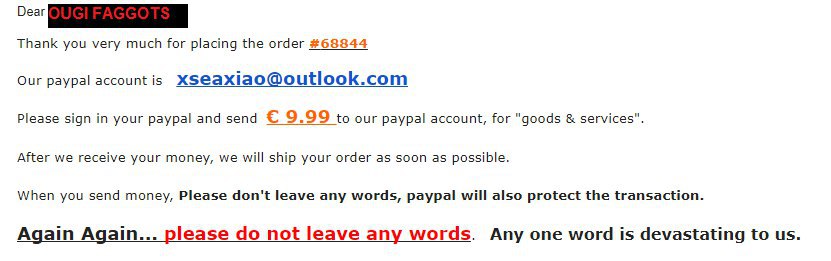 Dear OUGI FAGGOTS
Thank you very much for placing the order #68844
Our paypal account is xseaxiao@outlook.com
Please sign in your paypal and send € 9.99 to our paypal account, for "goods & services".
After we receive your money, we will ship your order as soon as possible.
When you send money, Please don't leave any words, paypal will also protect the transaction.
Again Again... please do not leave any words. Any one word is devastating to us.